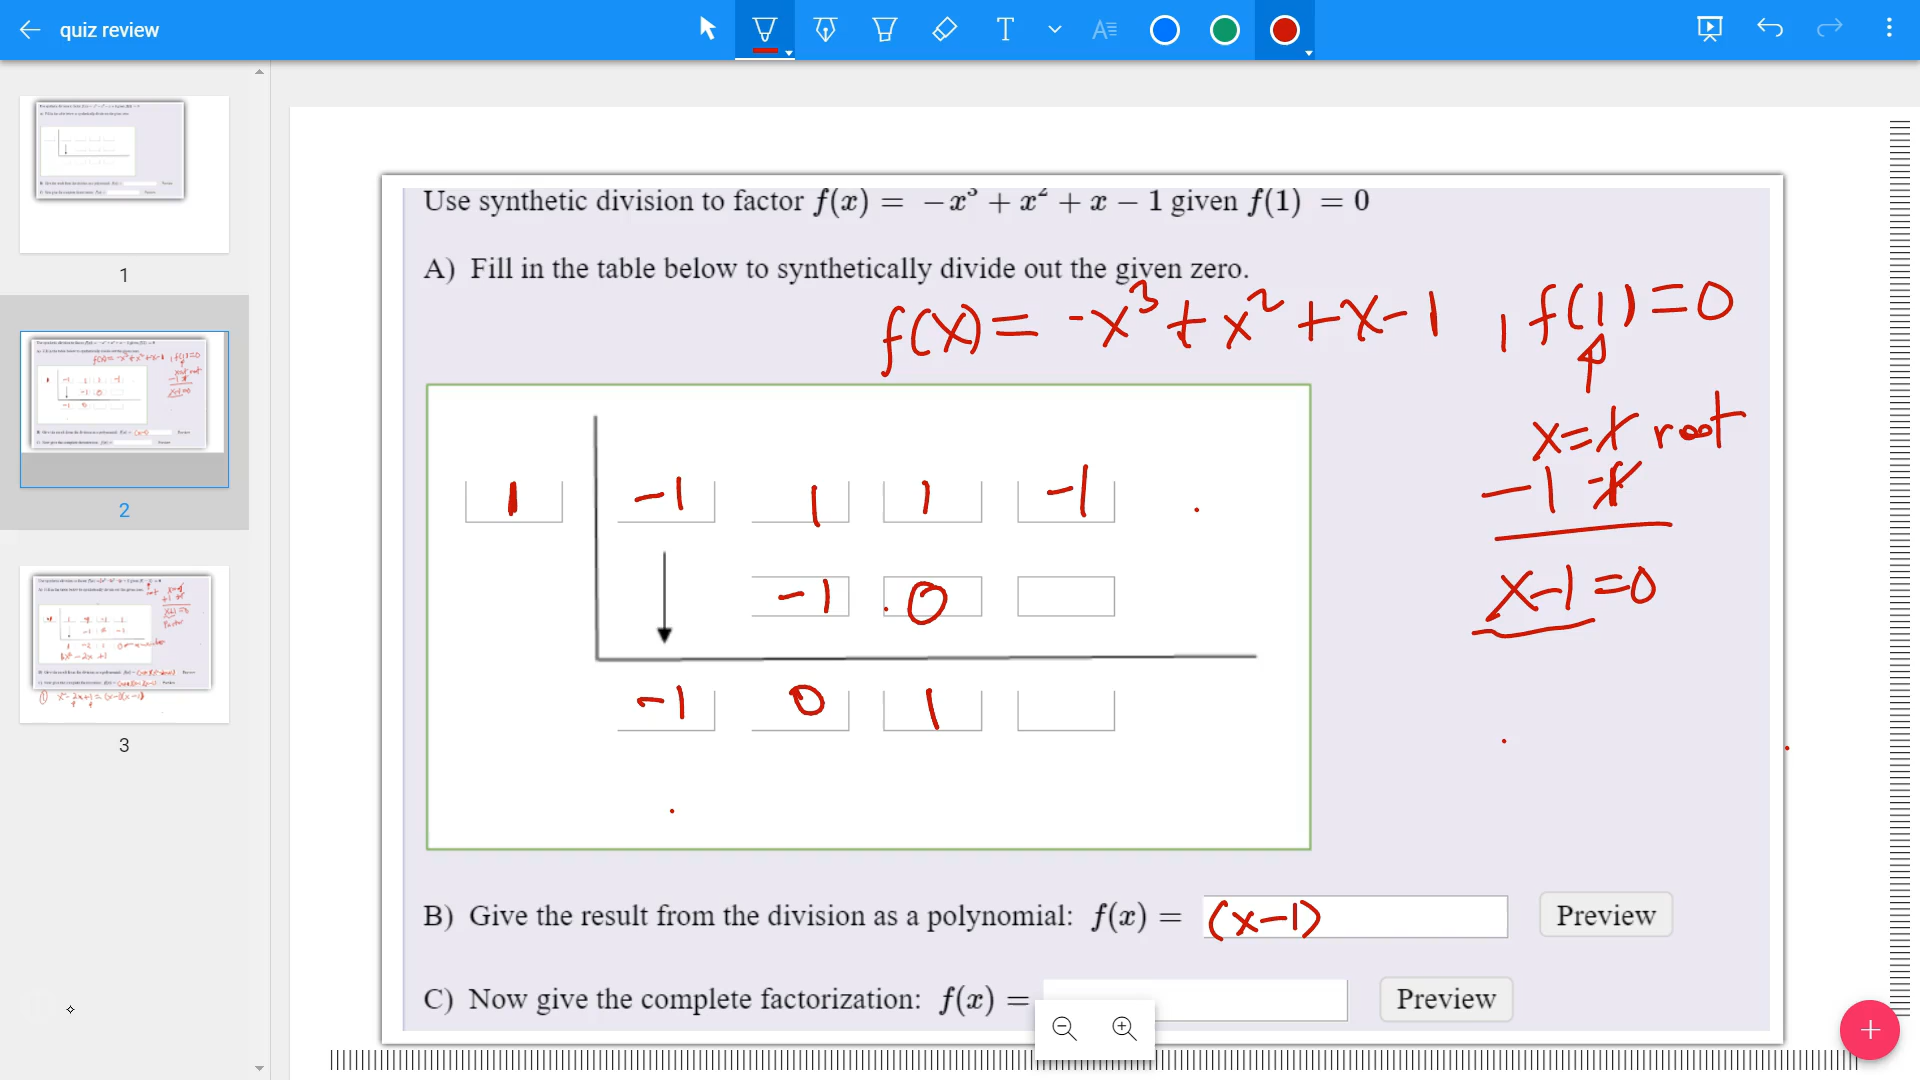 quiz review
T
1
2
3
Use synthetic division to factor f(x) = −x³ + x² + x − 1 given f(1) = 0
A) Fill in the table below to synthetically divide out the given zero.
f(x) = -x³ + x² + x - 1 , f(1) = 0
x = 1 root
-1 -1
x-1 = 0
1 -1 1 1 -1
-1 0
-1 0 1
B) Give the result from the division as a polynomial: f(x) = (x-1) Preview
C) Now give the complete factorization: f(x) = Preview